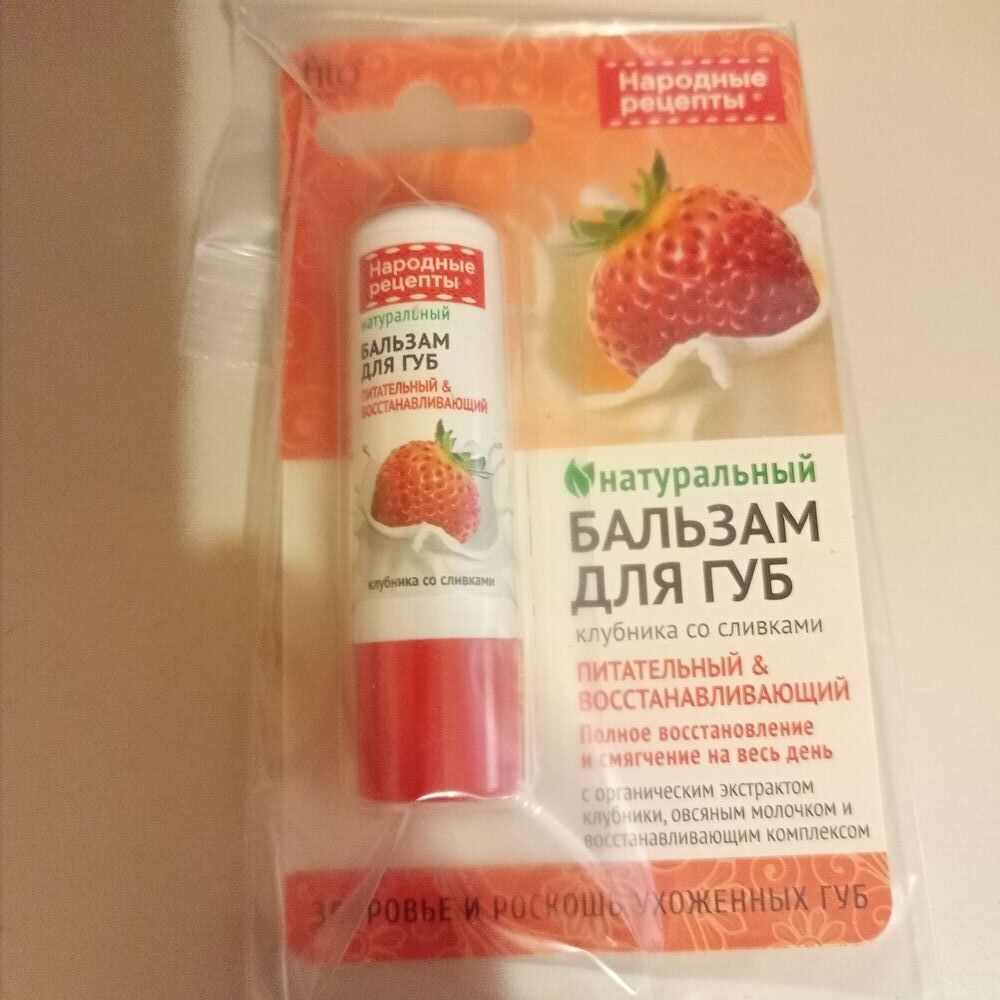 fito
Народные
рецепты®
Народные
рецепты®
натуральный
БАЛЬЗАМ
ДЛЯ ГУБ
ПИТАТЕЛЬНЫЙ &
ВОССТАНАВЛИВАЮЩИЙ
клубника со сливками
натуральный
БАЛЬЗАМ
ДЛЯ ГУБ
клубника со сливками
ПИТАТЕЛЬНЫЙ &
ВОССТАНАВЛИВАЮЩИЙ
Полное восстановление
и смягчение на весь день
с органическим экстрактом
клубники, овсяным молочком и
восстанавливающим комплексом
ЗДОРОВЬЕ И РОСКОШЬ УХОЖЕННЫХ ГУБ